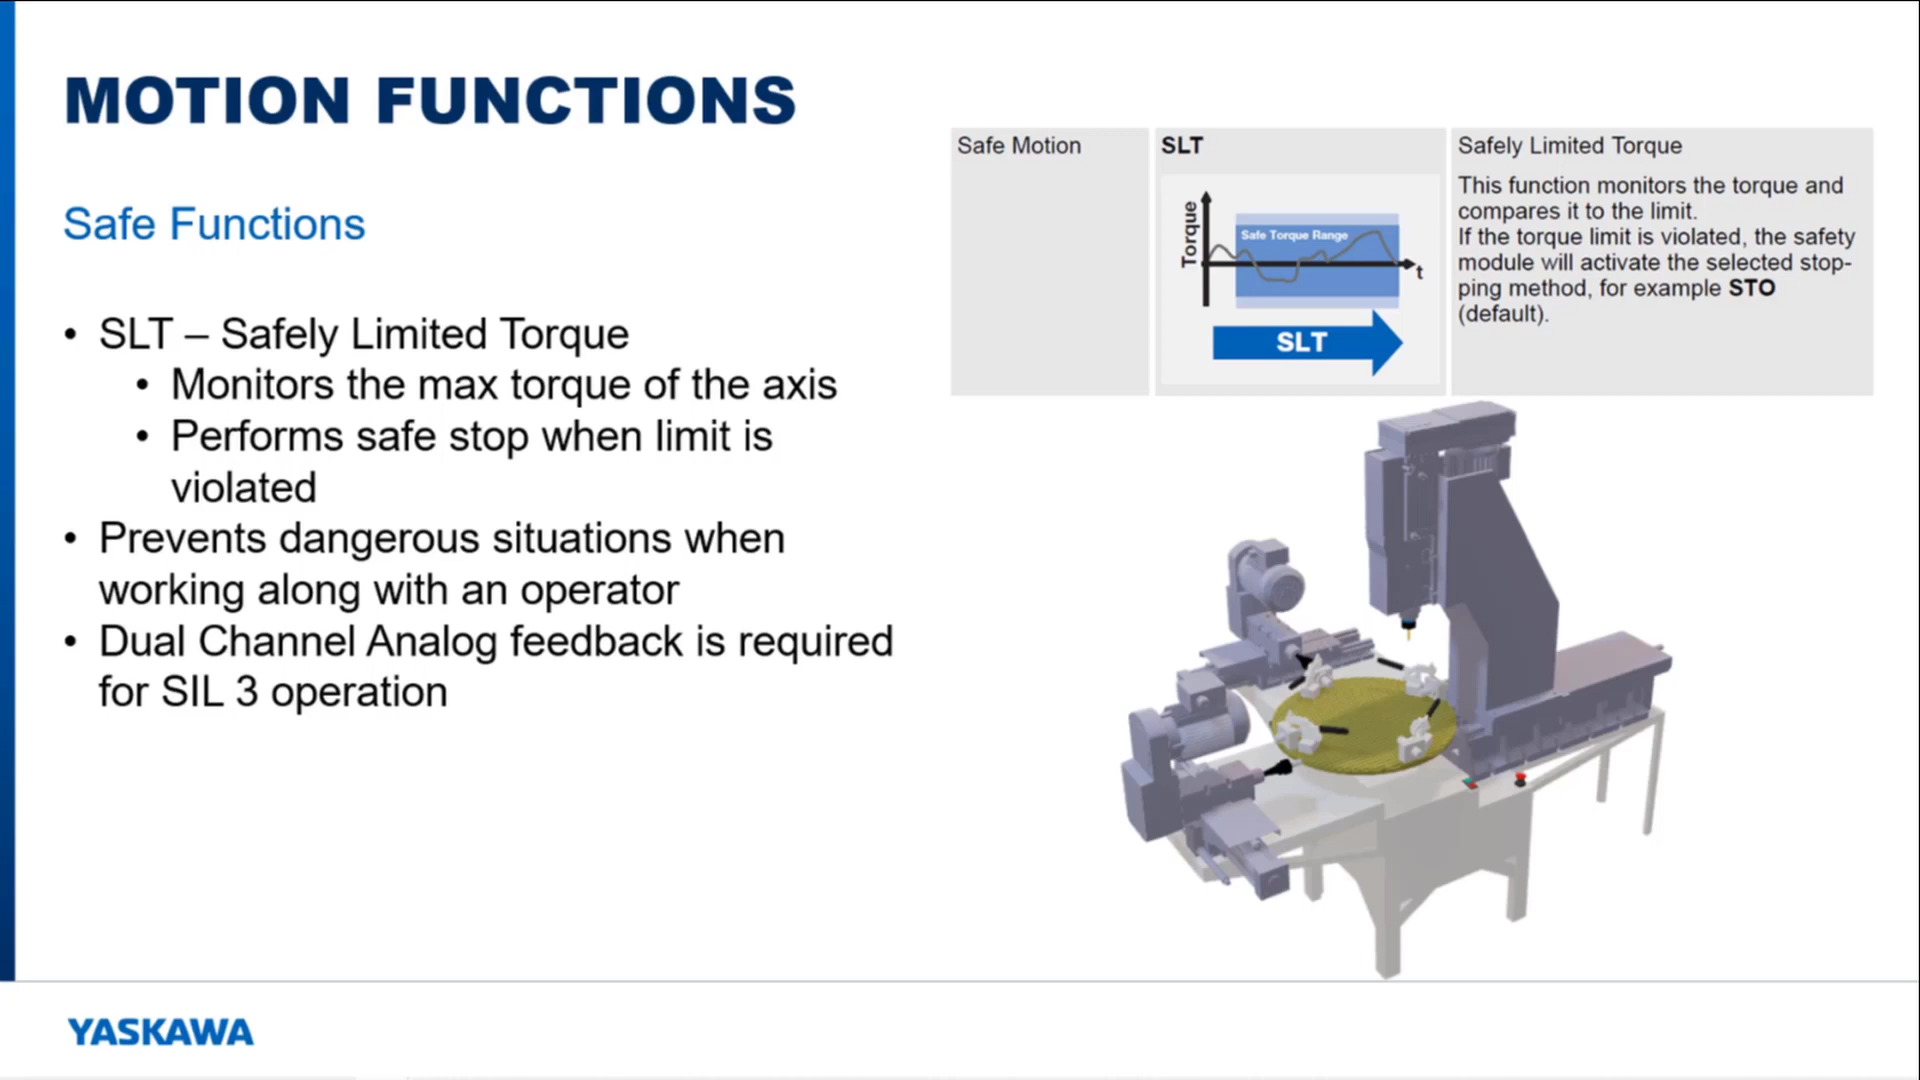 MOTION FUNCTIONS
Safe Functions
• SLT – Safely Limited Torque
• Monitors the max torque of the axis
• Performs safe stop when limit is
violated
• Prevents dangerous situations when
working along with an operator
• Dual Channel Analog feedback is required
for SIL 3 operation
Safe Motion
SLT
Torque
Safe Torque Range
t
SLT
Safely Limited Torque
This function monitors the torque and
compares it to the limit.
If the torque limit is violated, the safety
module will activate the selected stop-
ping method, for example STO
(default).
YASKAWA